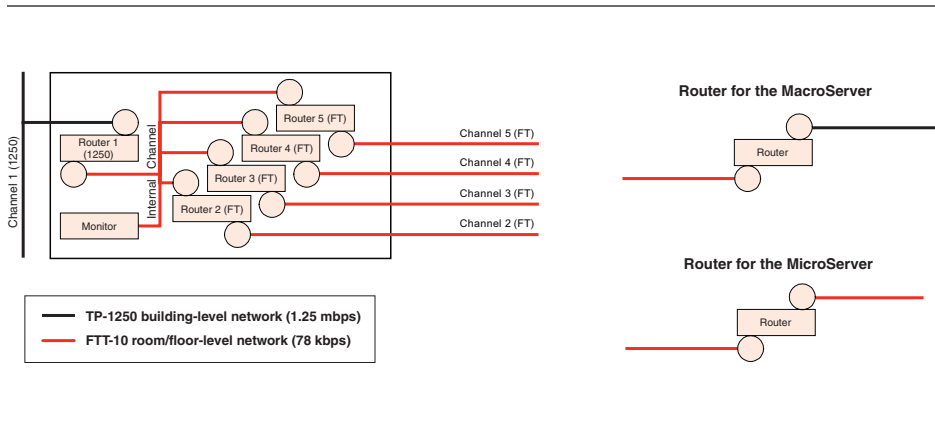 Channel 1 (1250)
Router 1
(1250)
Monitor
Internal Channel
Router 5 (FT)
Router 4 (FT)
Router 3 (FT)
Router 2 (FT)
Channel 5 (FT)
Channel 4 (FT)
Channel 3 (FT)
Channel 2 (FT)
TP-1250 building-level network (1.25 mbps)
FTT-10 room/floor-level network (78 kbps)
Router for the MacroServer
Router
Router for the MicroServer
Router